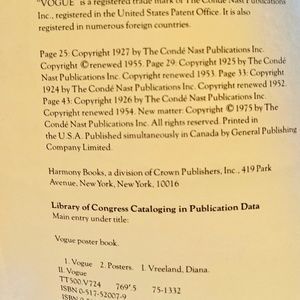 "VOGUE" is a registered trade mark of The Condé Nast Publications
Inc., registered in the United States Patent Office. It is also
registered in numerous foreign countries.
Page 25: Copyright 1927 by The Condé Nast Publications Inc.
Copyright © renewed 1955. Page 29: Copyright 1925 by The Condé
Nast Publications Inc. Copyright renewed 1953. Page 33: Copyright
1924 by The Condé Nast Publications Inc. Copyright renewed 1952.
Page 43: Copyright 1926 by The Condé Nast Publications Inc.
Copyright renewed 1954. New matter: Copyright © 1975 by The
Condé Nast Publications Inc. All rights reserved. Printed in
the U.S.A. Published simultaneously in Canada by General Publishing
Company Limited.
Harmony Books, a division of Crown Publishers, Inc., 419 Park
Avenue, New York, New York, 10016
Library of Congress Cataloging in Publication Data
Main entry under title:
Vogue poster book.
1. Vogue 2. Posters. I. Vreeland, Diana.
II. Vogue
TT500.V724 769'.5 75-1332
ISBN 0-517-52007-9